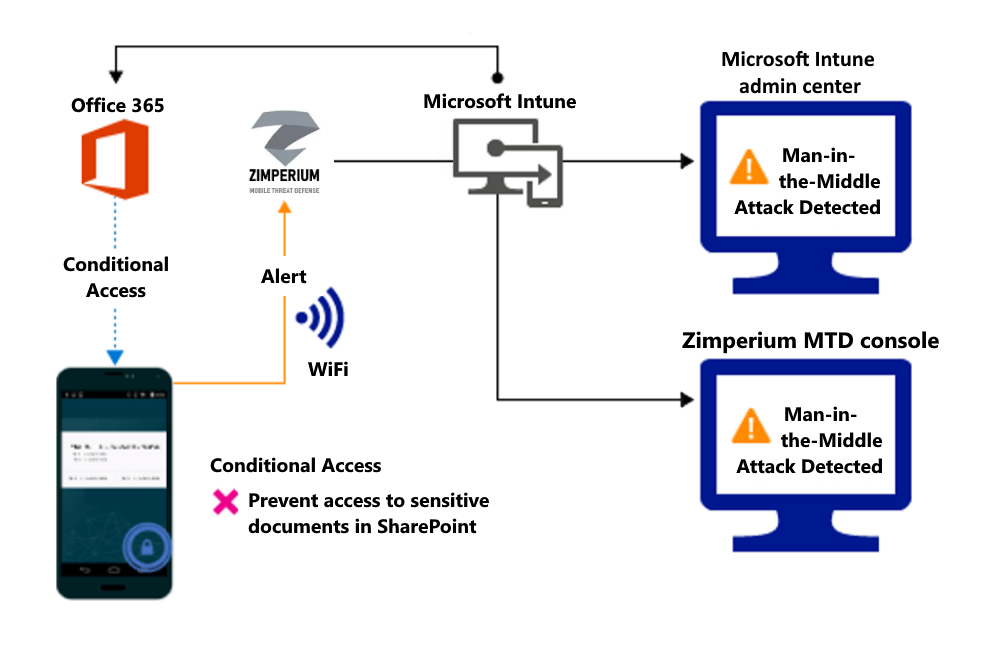 Microsoft Intune
admin center
Office 365
Microsoft Intune
ZIMPERIUM
MOBILE THREAT DEFENSE
Man-in-
the-Middle
Attack Detected
Conditional
Access
Alert
WiFi
Zimperium MTD console
Man-in-
the-Middle
Attack Detected
Conditional Access
Prevent access to sensitive
documents in SharePoint